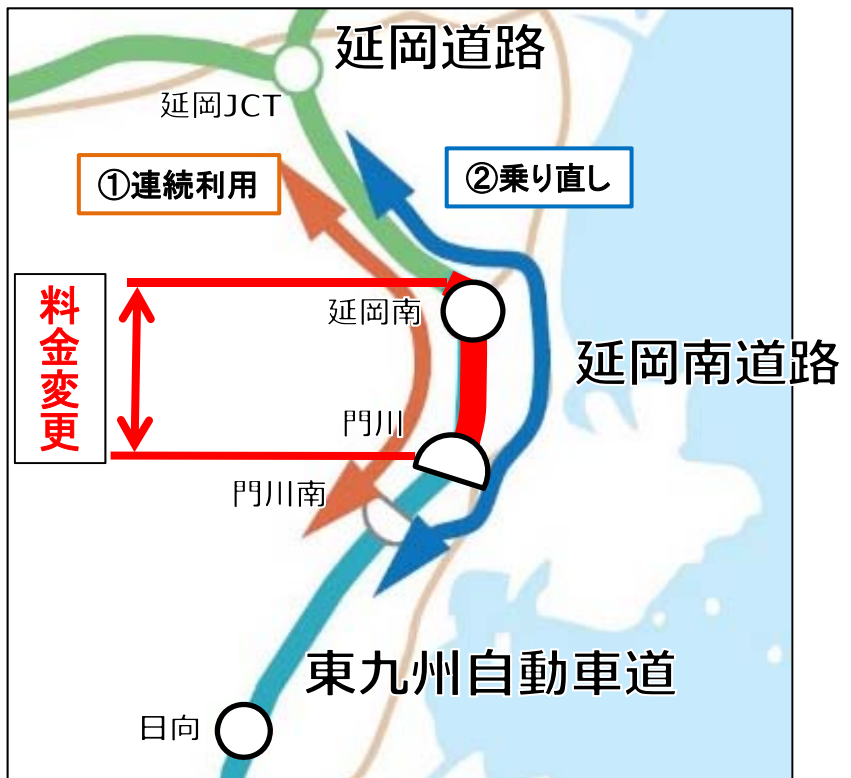 延岡道路
延岡JCT
①連続利用
②乗り直し
料金変更
延岡南
延岡南道路
門川
門川南
東九州自動車道
日向